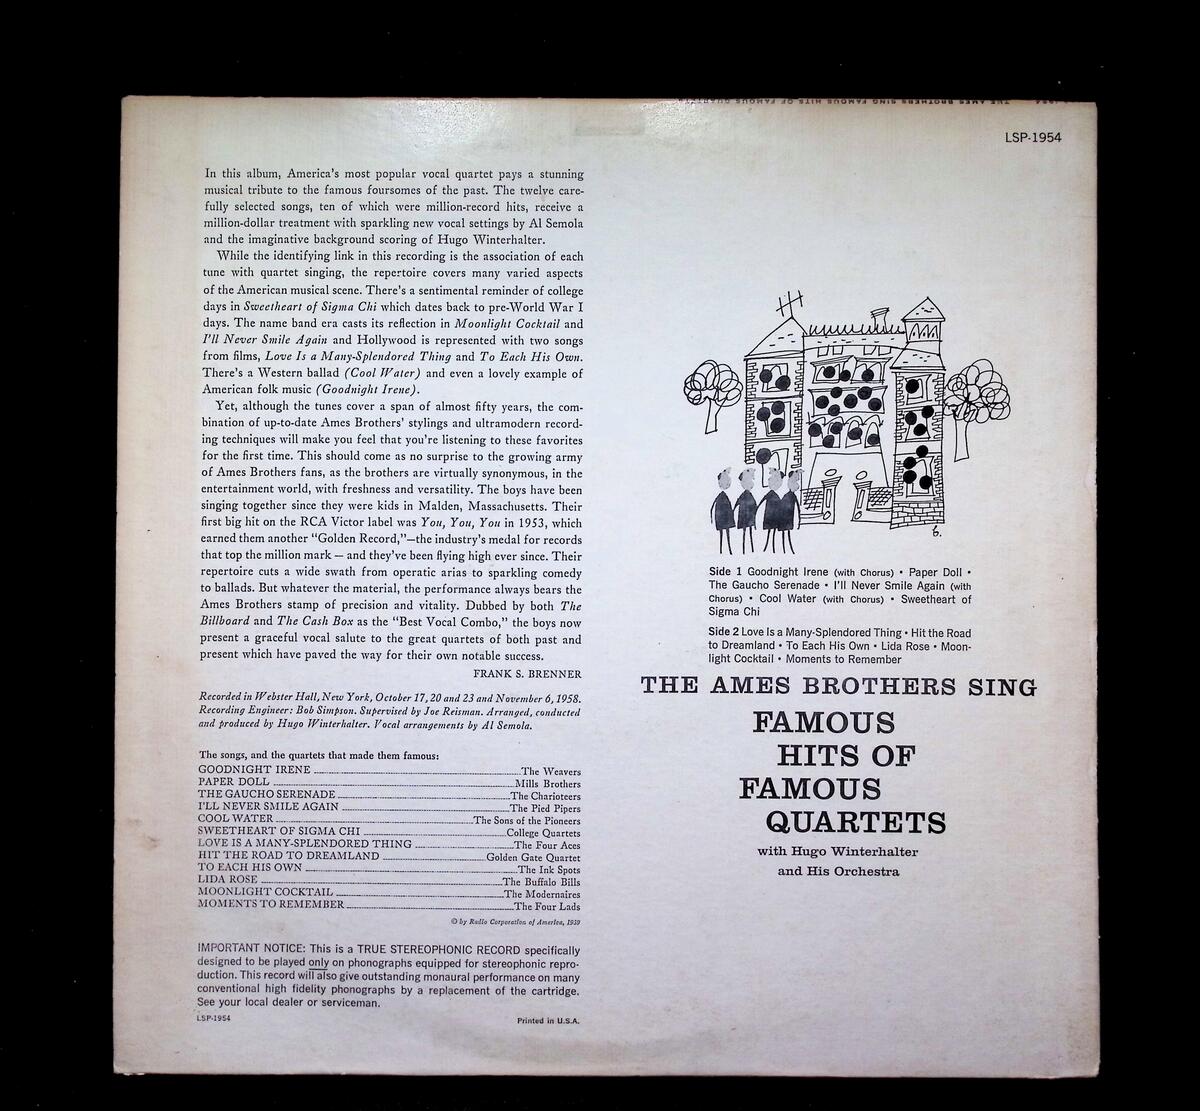 THE AMES BROTHERS SING FAMOUS HITS OF FAMOUS QUARTETS
LSP-1954
In this album, America's most popular vocal quartet pays a stunning
musical tribute to the famous foursomes of the past. The twelve care-
fully selected songs, ten of which were million-record hits, receive a
million-dollar treatment with sparkling new vocal settings by Al Semola
and the imaginative background scoring of Hugo Winterhalter.
While the identifying link in this recording is the association of each
tune with quartet singing, the repertoire covers many varied aspects
of the American musical scene. There's a sentimental reminder of college
days in Sweetheart of Sigma Chi which dates back to pre-World War I
days. The name band era casts its reflection in Moonlight Cocktail and
I'll Never Smile Again and Hollywood is represented with two songs
from films, Love Is a Many-Splendored Thing and To Each His Own.
There's a Western ballad (Cool Water) and even a lovely example of
American folk music (Goodnight Irene).
Yet, although the tunes cover a span of almost fifty years, the com-
bination of up-to-date Ames Brothers' stylings and ultramodern record-
ing techniques will make you feel that you're listening to these favorites
for the first time. This should come as no surprise to the growing army
of Ames Brothers fans, as the brothers are virtually synonymous, in the
entertainment world, with freshness and versatility. The boys have been
singing together since they were kids in Malden, Massachusetts. Their
first big hit on the RCA Victor label was You, You, You in 1953, which
earned them another "Golden Record,"—the industry's medal for records
that top the million mark — and they've been flying high ever since. Their
repertoire cuts a wide swath from operatic arias to sparkling comedy
to ballads. But whatever the material, the performance always bears the
Ames Brothers stamp of precision and vitality. Dubbed by both The
Billboard and The Cash Box as the "Best Vocal Combo," the boys now
present a graceful vocal salute to the great quartets of both past and
present which have paved the way for their own notable success.
FRANK S. BRENNER
Recorded in Webster Hall, New York, October 17, 20 and 23 and November 6, 1958.
Recording Engineer: Bob Simpson. Supervised by Joe Reisman. Arranged, conducted
and produced by Hugo Winterhalter. Vocal arrangements by Al Semola.
The songs, and the quartets that made them famous:
GOODNIGHT IRENE The Weavers
PAPER DOLL Mills Brothers
THE GAUCHO SERENADE The Charioteers
I'LL NEVER SMILE AGAIN The Pied Pipers
COOL WATER The Sons of the Pioneers
SWEETHEART OF SIGMA CHI College Quartets
LOVE IS A MANY-SPLENDORED THING The Four Aces
HIT THE ROAD TO DREAMLAND Golden Gate Quartet
TO EACH HIS OWN The Ink Spots
LIDA ROSE The Buffalo Bills
MOONLIGHT COCKTAIL The Modernaires
MOMENTS TO REMEMBER The Four Lads
© by Radio Corporation of America, 1959
IMPORTANT NOTICE: This is a TRUE STEREOPHONIC RECORD specifically
designed to be played only on phonographs equipped for stereophonic repro-
duction. This record will also give outstanding monaural performance on many
conventional high fidelity phonographs by a replacement of the cartridge.
See your local dealer or serviceman.
LSP-1954 Printed in U.S.A.
6.
Side 1 Goodnight Irene (with Chorus) • Paper Doll •
The Gaucho Serenade • I'll Never Smile Again (with
Chorus) • Cool Water (with Chorus) • Sweetheart of
Sigma Chi
Side 2 Love Is a Many-Splendored Thing • Hit the Road
to Dreamland • To Each His Own • Lida Rose • Moon-
light Cocktail • Moments to Remember
THE AMES BROTHERS SING
FAMOUS
HITS OF
FAMOUS
QUARTETS
with Hugo Winterhalter
and His Orchestra